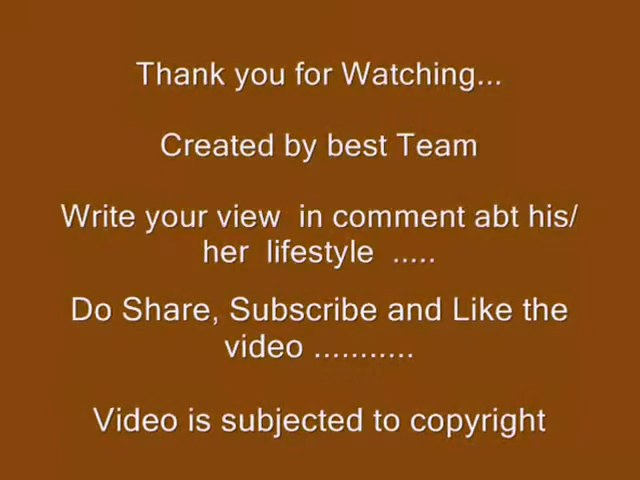 Thank you for Watching...
Created by best Team
Write your view  in comment abt his/
her  lifestyle  .....
Do Share, Subscribe and Like the
video ...........
Video is subjected to copyright